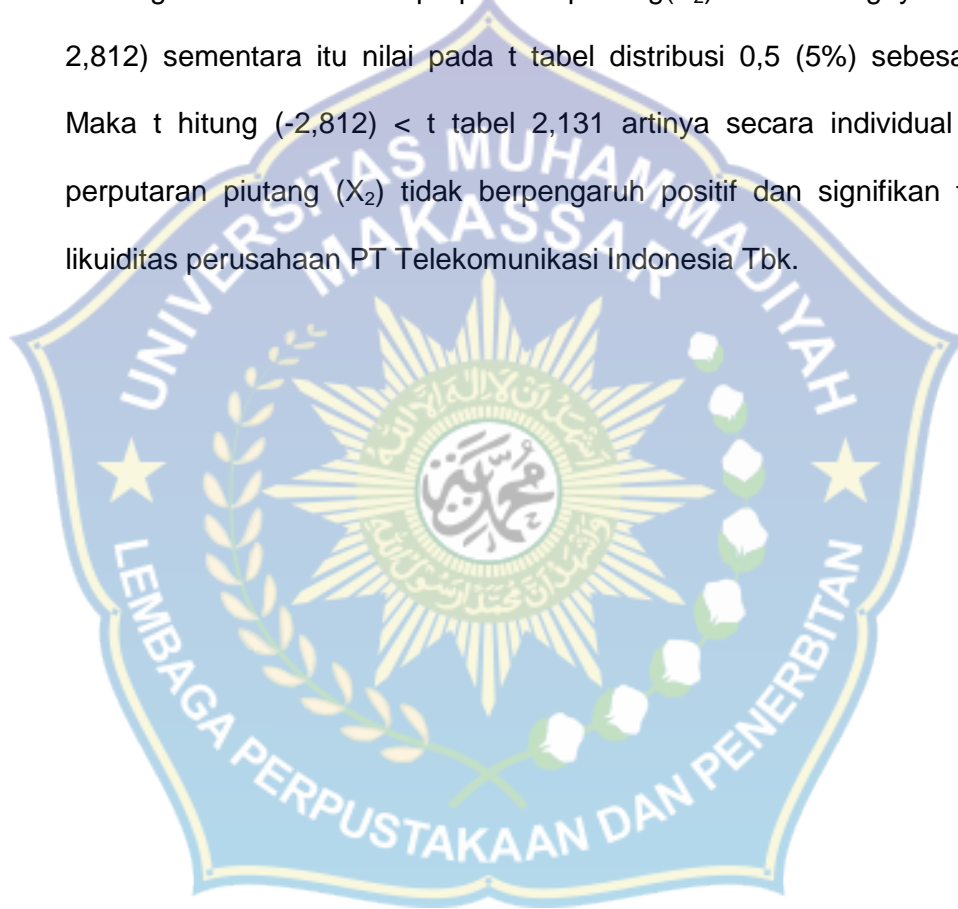 2,812) sementara itu nilai pada t tabel distribusi 0,5 (5%)
Maka t hitung (-2,812) < t tabel 2,131 artinya secara individual
perputaran piutang (X₂) tidak berpengaruh positif dan signifikan
likuiditas perusahaan PT Telekomunikasi Indonesia Tbk.
UNIVERSITAS MUHAMMADIYAH
MAKASSAR
محمد
LEMBAGA PERPUSTAKAAN DAN PENERBITAN